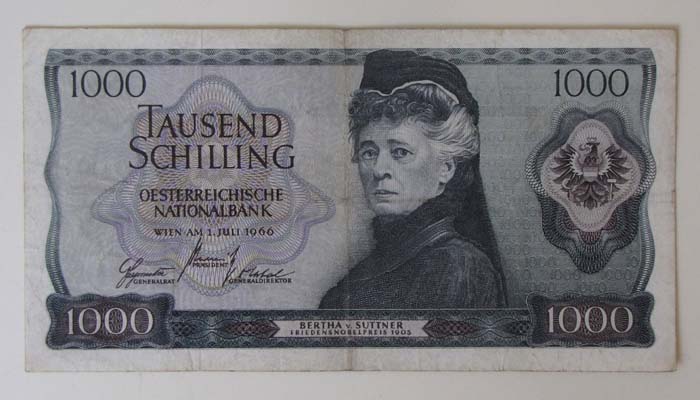 1000
1000
TAUSEND
SCHILLING
OESTERREICHISCHE
NATIONALBANK
WIEN AM 1. JULI 1966
GENERALRAT
PRÄSIDENT
GENERALDIREKTOR
1000
BERTHA v. SUTTNER
FRIEDENSNOBELPREIS 1905
1000